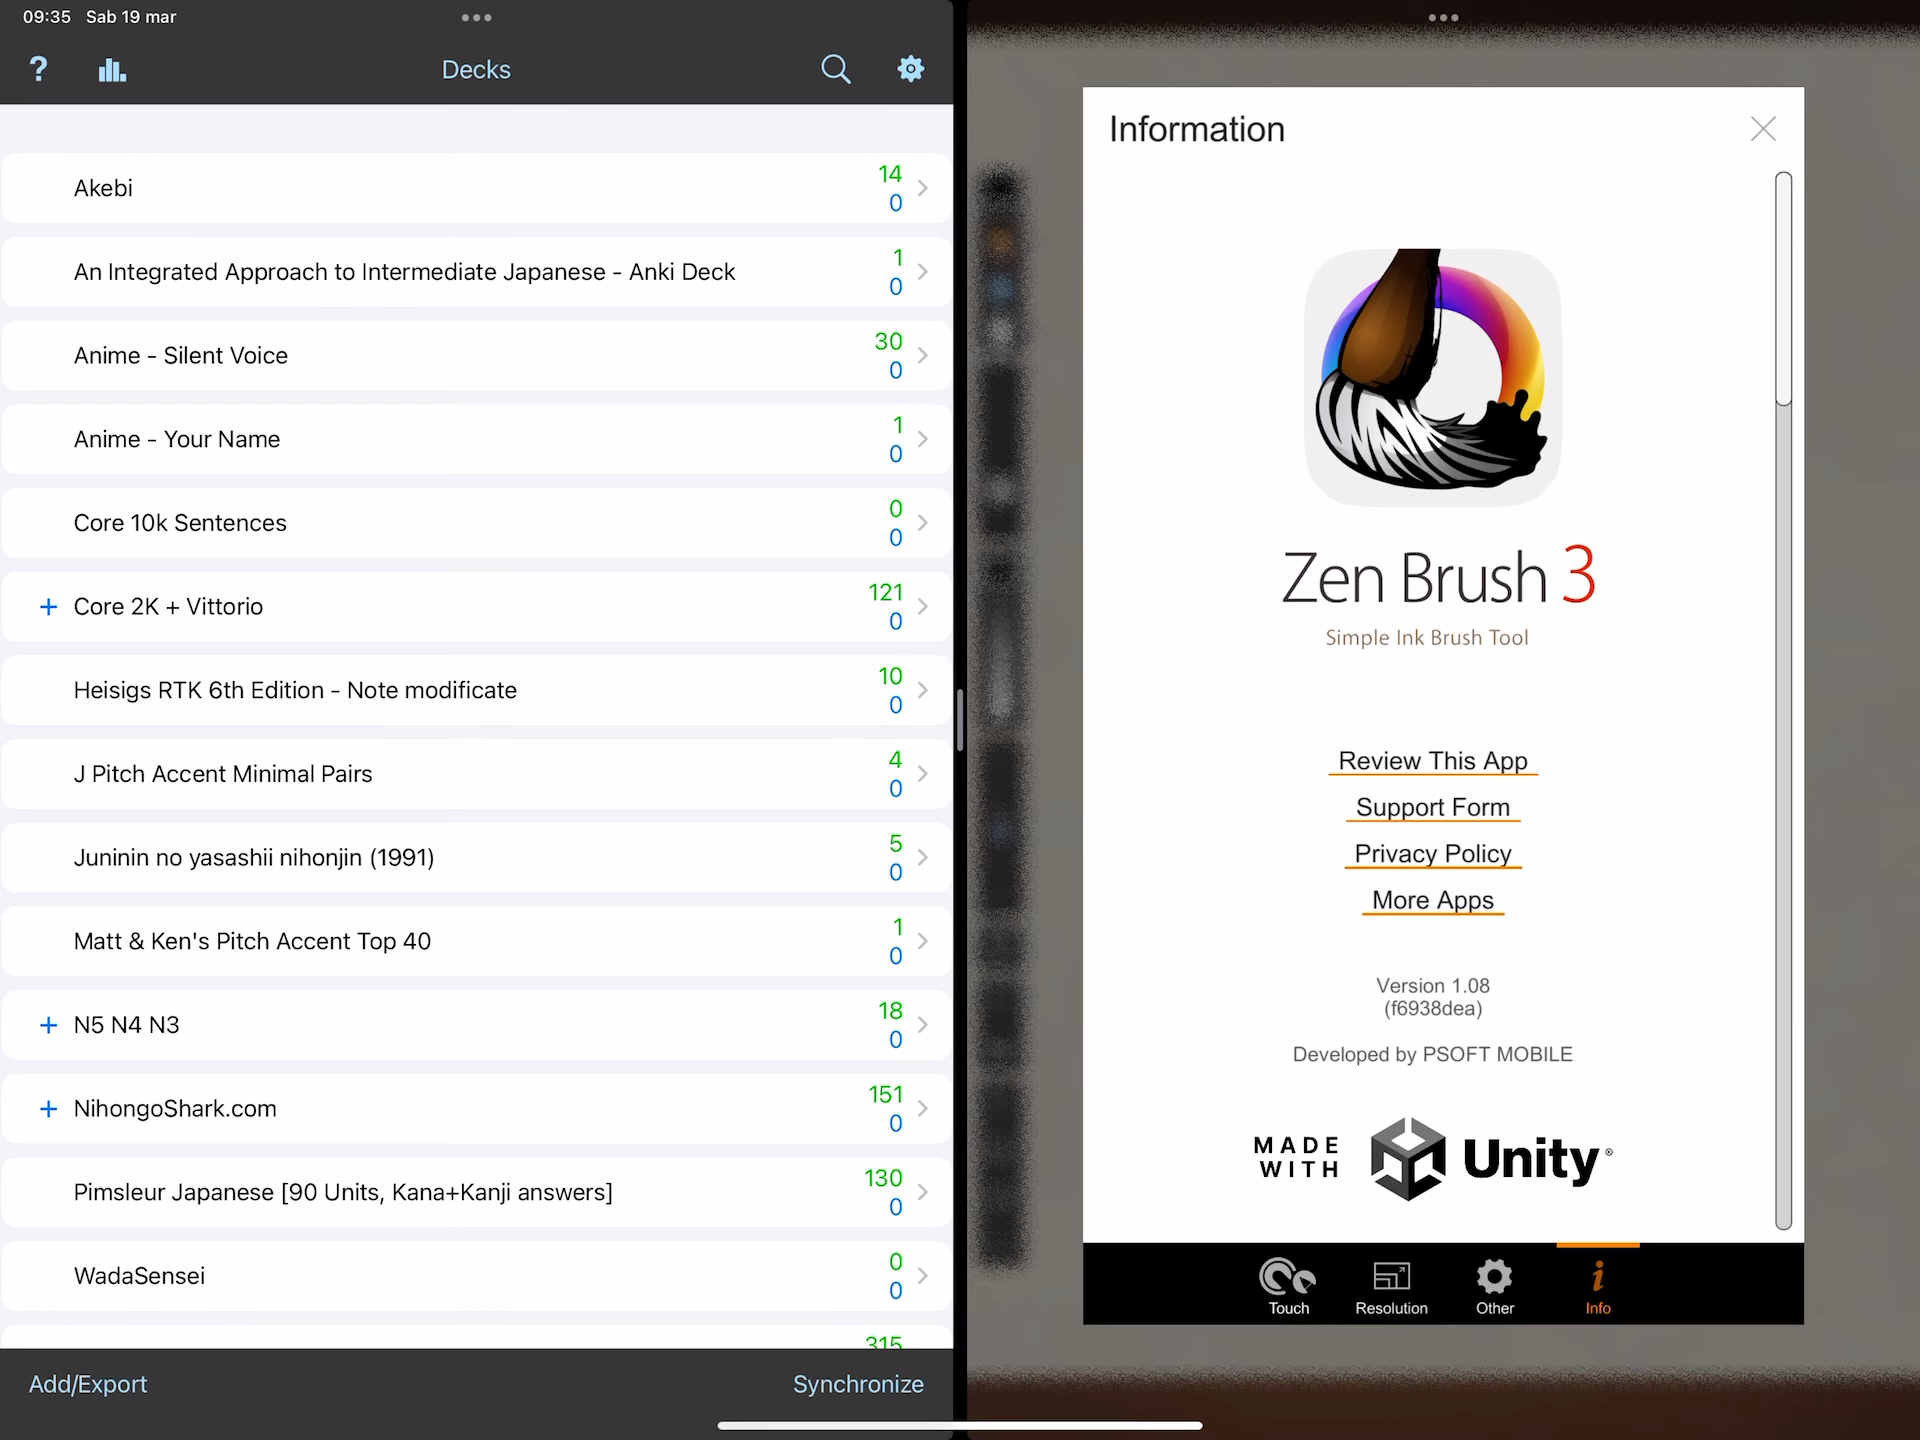 09:35 Sab 19 mar
Decks
Akebi
14
0
An Integrated Approach to Intermediate Japanese - Anki Deck
1
0
Anime - Silent Voice
30
0
Anime - Your Name
1
0
Core 10k Sentences
0
0
+ Core 2K + Vittorio
121
0
Heisigs RTK 6th Edition - Note modificate
10
0
J Pitch Accent Minimal Pairs
4
0
Juninin no yasashii nihonjin (1991)
5
0
Matt & Ken's Pitch Accent Top 40
1
0
+ N5 N4 N3
18
0
+ NihongoShark.com
151
0
Pimsleur Japanese [90 Units, Kana+Kanji answers]
130
0
WadaSensei
0
0
315
Add/Export
Synchronize
Information
Zen Brush 3
Simple Ink Brush Tool
Review This App
Support Form
Privacy Policy
More Apps
Version 1.08
(f6938dea)
Developed by PSOFT MOBILE
MADE
WITH
Unity®
Touch
Resolution
Other
Info